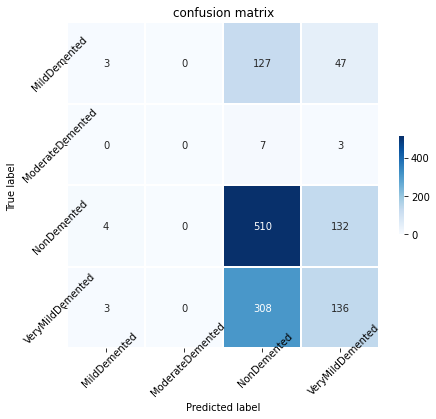 confusion matrix
True label
MildDemented
3 0 127 47
ModerateDemented
0 0 7 3
NonDemented
4 0 510 132
VeryMildDemented
3 0 308 136
MildDemented
ModerateDemented
NonDemented
VeryMildDemented
Predicted label
400
200
0